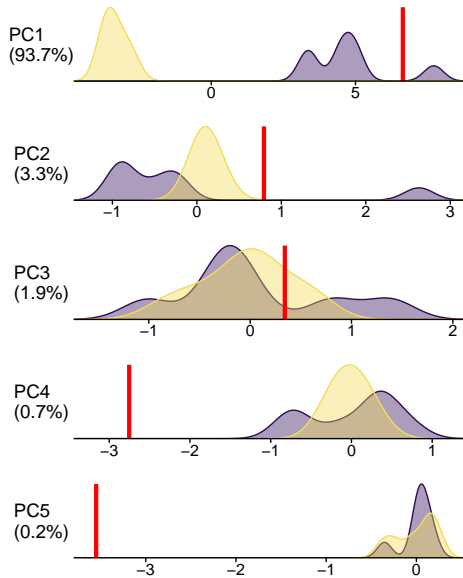 PC1
(93.7%)
0 5
PC2
(3.3%)
−1 0 1 2 3
PC3
(1.9%)
−1 0 1 2
PC4
(0.7%)
−3 −2 −1 0 1
PC5
(0.2%)
−3 −2 −1 0